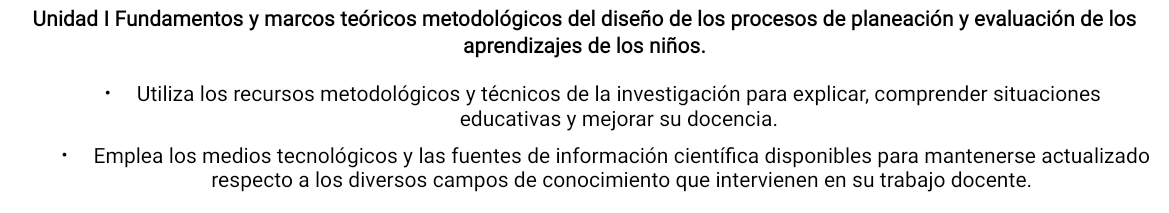 Unidad I Fundamentos y marcos teóricos metodológicos del diseño de los procesos de planeación y evaluación de los
aprendizajes de los niños.
• Utiliza los recursos metodológicos y técnicos de la investigación para explicar, comprender situaciones
educativas y mejorar su docencia.
• Emplea los medios tecnológicos y las fuentes de información científica disponibles para mantenerse actualizado
respecto a los diversos campos de conocimiento que intervienen en su trabajo docente.